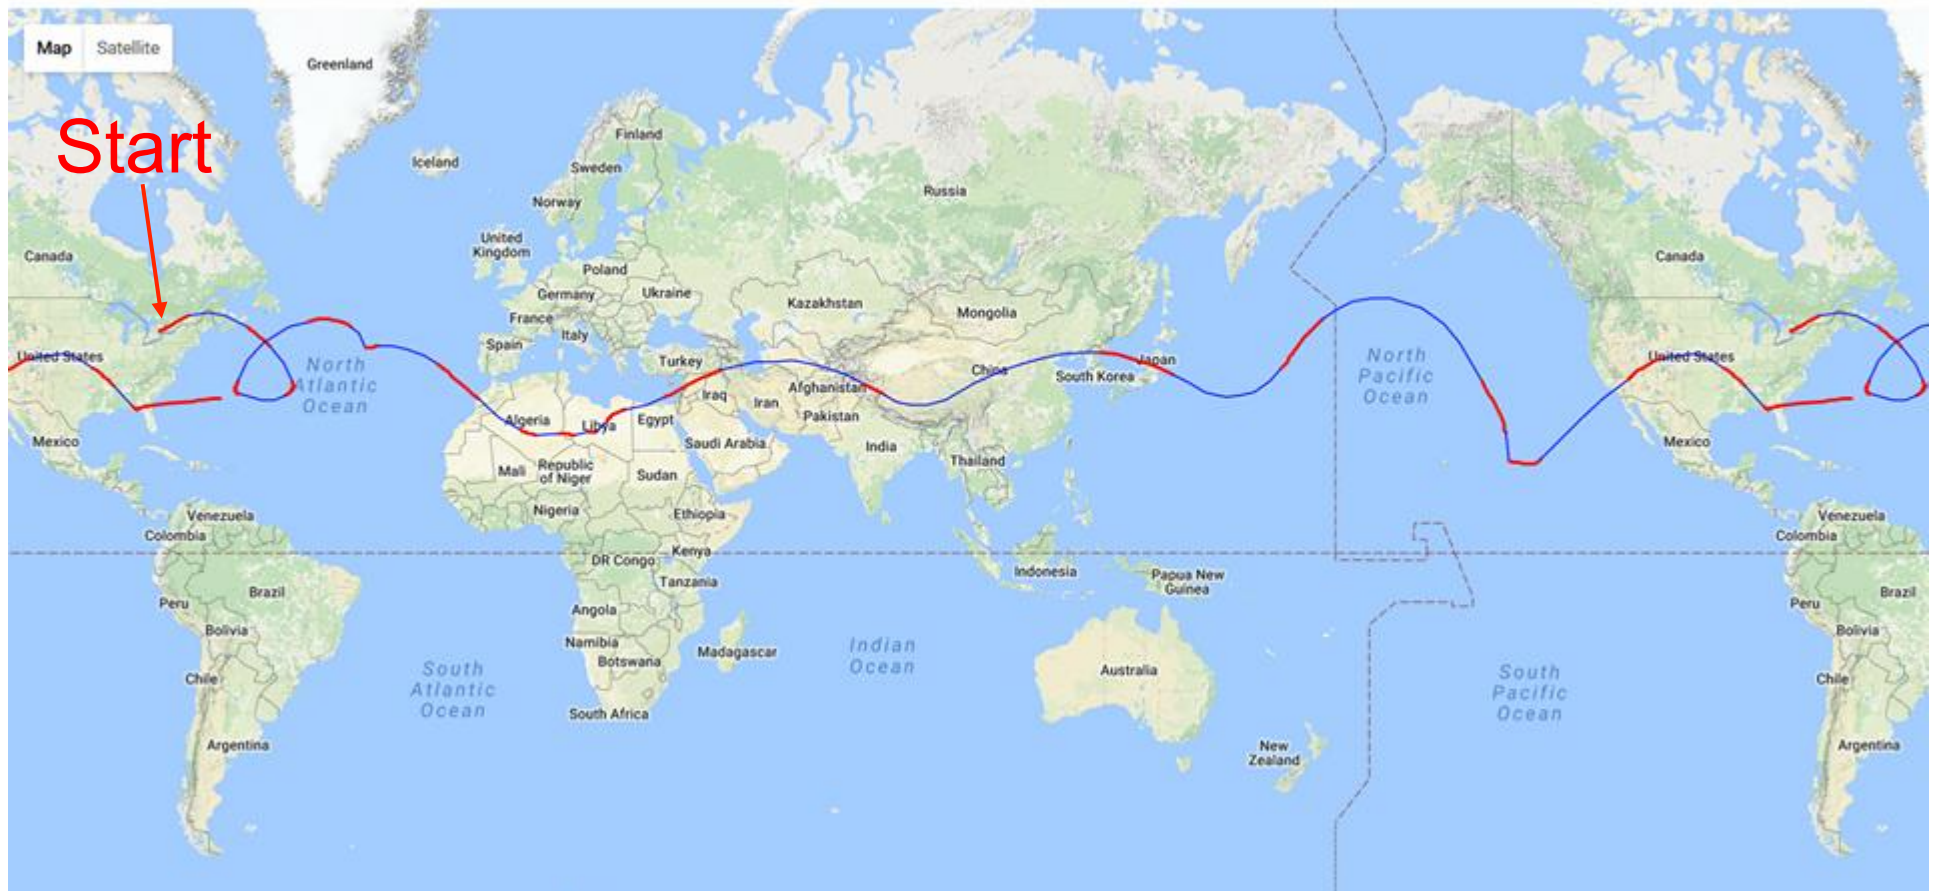 Map Satellite
Start
Greenland
Iceland
Finland
Sweden
Norway
Russia
United
Kingdom
Canada
Poland
Germany
Ukraine
France
Kazakhstan
Mongolia
Italy
Spain
United States
North
Atlantic
Ocean
Turkey
Japan
China
South Korea
North
Pacific
Ocean
Canada
United States
Iraq
Iran
Afghanistan
Pakistan
Algeria
Libya
Egypt
Saudi Arabia
India
Mexico
Mexico
Mali
Republic
of Niger
Sudan
Thailand
Nigeria
Ethiopia
Venezuela
Colombia
Venezuela
Colombia
DR Congo
Kenya
Tanzania
Indonesia
Papua New
Guinea
Brazil
Peru
Brazil
Peru
Angola
Bolivia
Bolivia
Namibia
Botswana
Madagascar
Indian
Ocean
Australia
South
Atlantic
Ocean
South
Pacific
Ocean
Chile
Chile
South Africa
Argentina
New
Zealand
Argentina